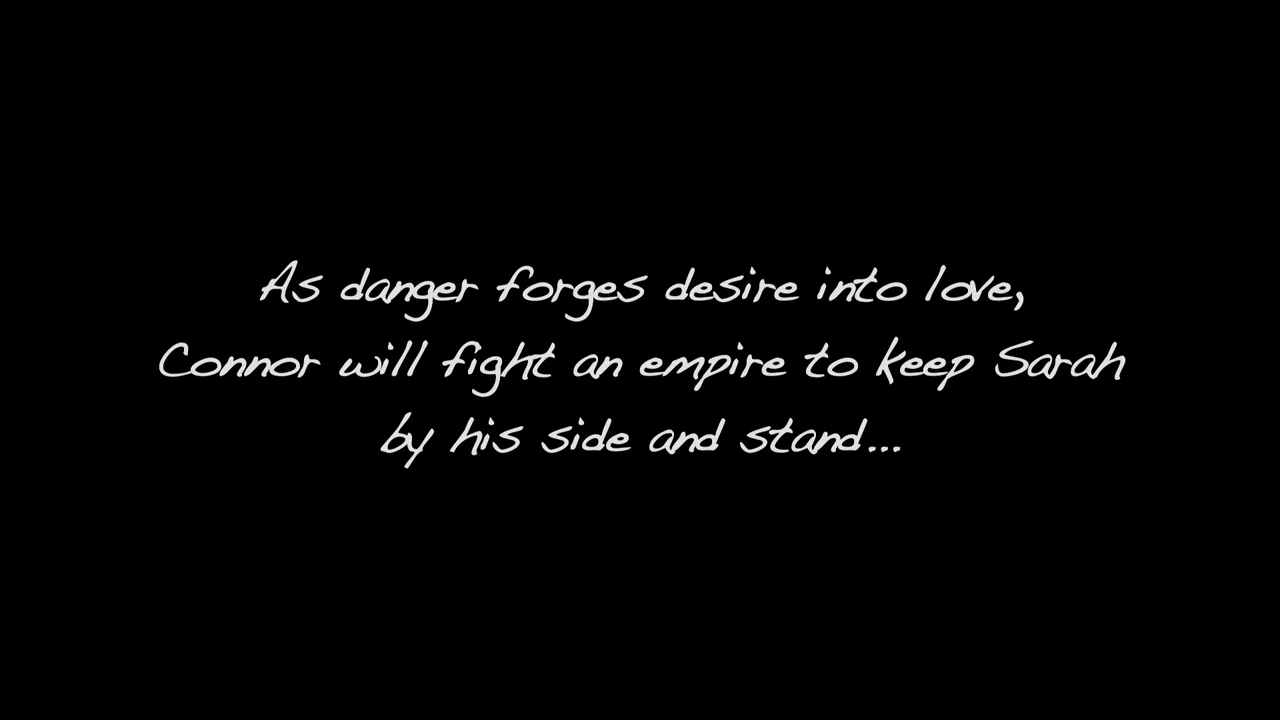 As danger forges desire into love,
Connor will fight an empire to keep Sarah
by his side and stand...